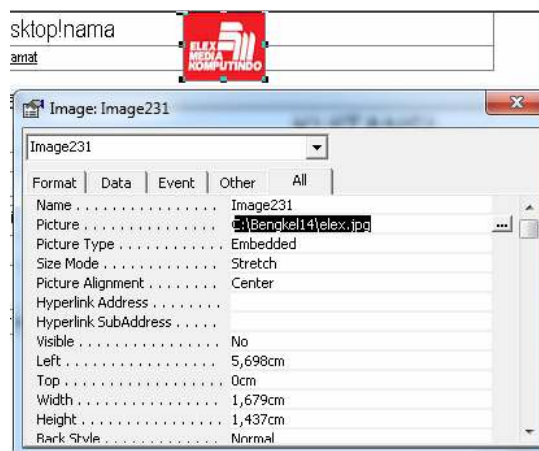 sktop!nama
amat
ELEX
MEDIA
KOMPUTINDO
Image: Image231
Image231
Format Data Event Other All
Name . . . . . . . . . . . . . . . . Image231
Picture . . . . . . . . . . . . . . . C:\Bengkel14\elex.jpg ...
Picture Type . . . . . . . . . . . . Embedded
Size Mode . . . . . . . . . . . . . Stretch
Picture Alignment . . . . . . . . Center
Hyperlink Address . . . . . . . .
Hyperlink SubAddress . . . . .
Visible . . . . . . . . . . . . . . . . No
Left . . . . . . . . . . . . . . . . . . 5,698cm
Top . . . . . . . . . . . . . . . . . . 0cm
Width . . . . . . . . . . . . . . . . 1,679cm
Height . . . . . . . . . . . . . . . . 1,437cm
Back Style . . . . . . . . . . . . . Normal